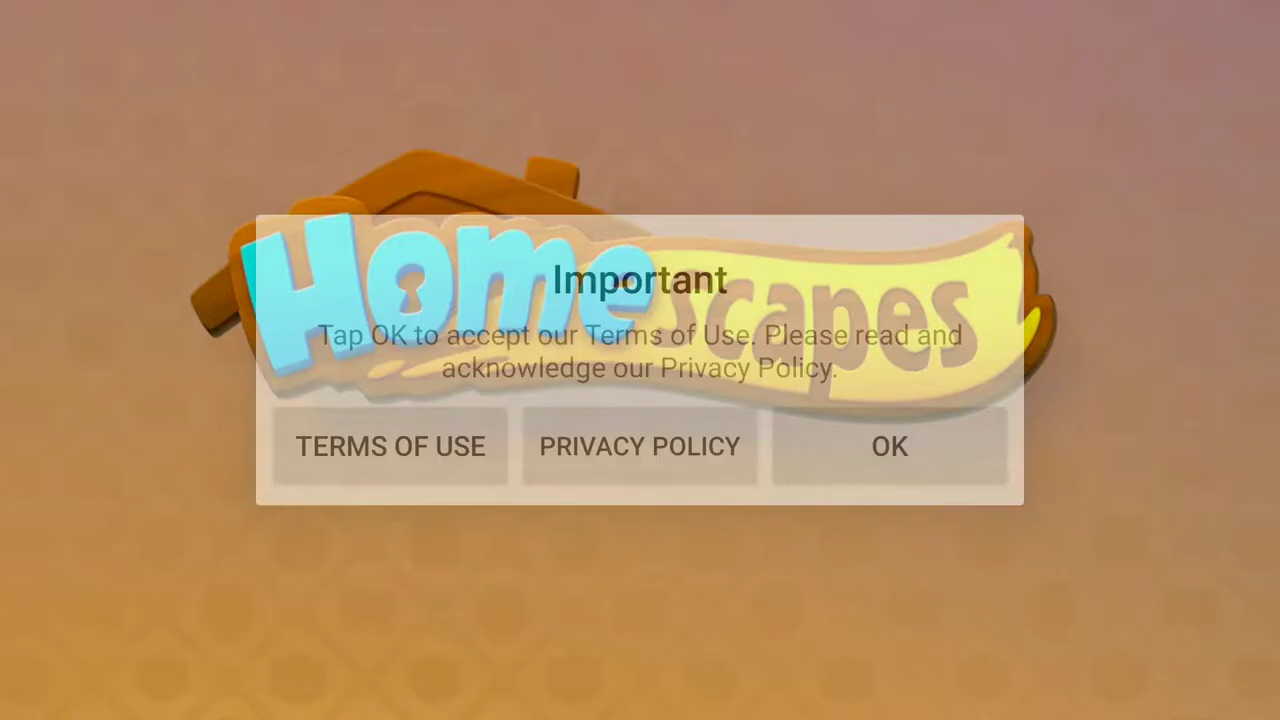 Homescapes
Important
Tap OK to accept our Terms of Use. Please read and
acknowledge our Privacy Policy.
TERMS OF USE
PRIVACY POLICY
OK